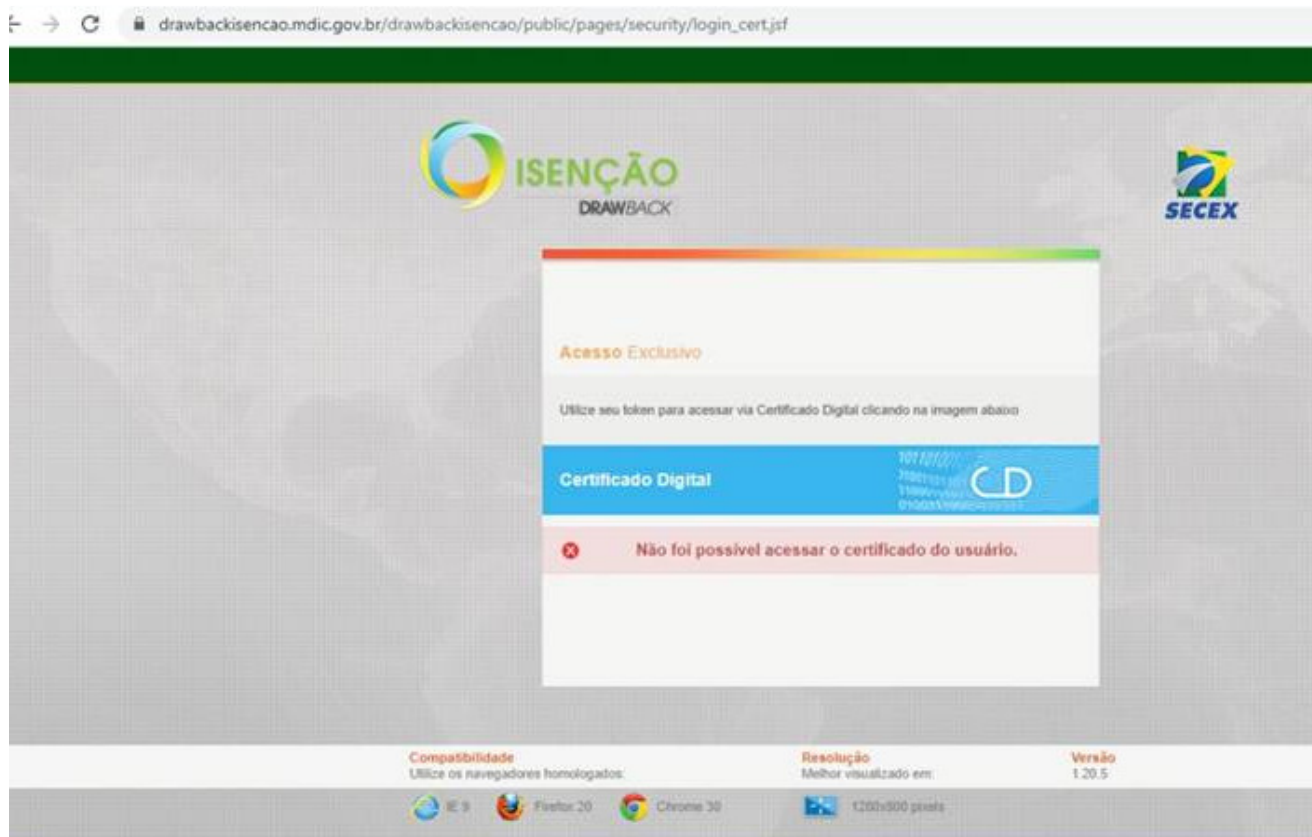 drawbackisencao.mdic.gov.br/drawbackisencao/public/pages/security/login_cert.jsf
ISENÇÃO
DRAWBACK
SECEX
Acesso Exclusivo
Utilize seu token para acessar via Certificado Digital clicando na imagem abaixo
Certificado Digital
CD
Não foi possível acessar o certificado do usuário.
Compatibilidade
Utilize os navegadores homologados:
Resolução
Melhor visualizado em:
Versão
1.20.5
IE 9
Firefox 20
Chrome 30
1280x800 pixels